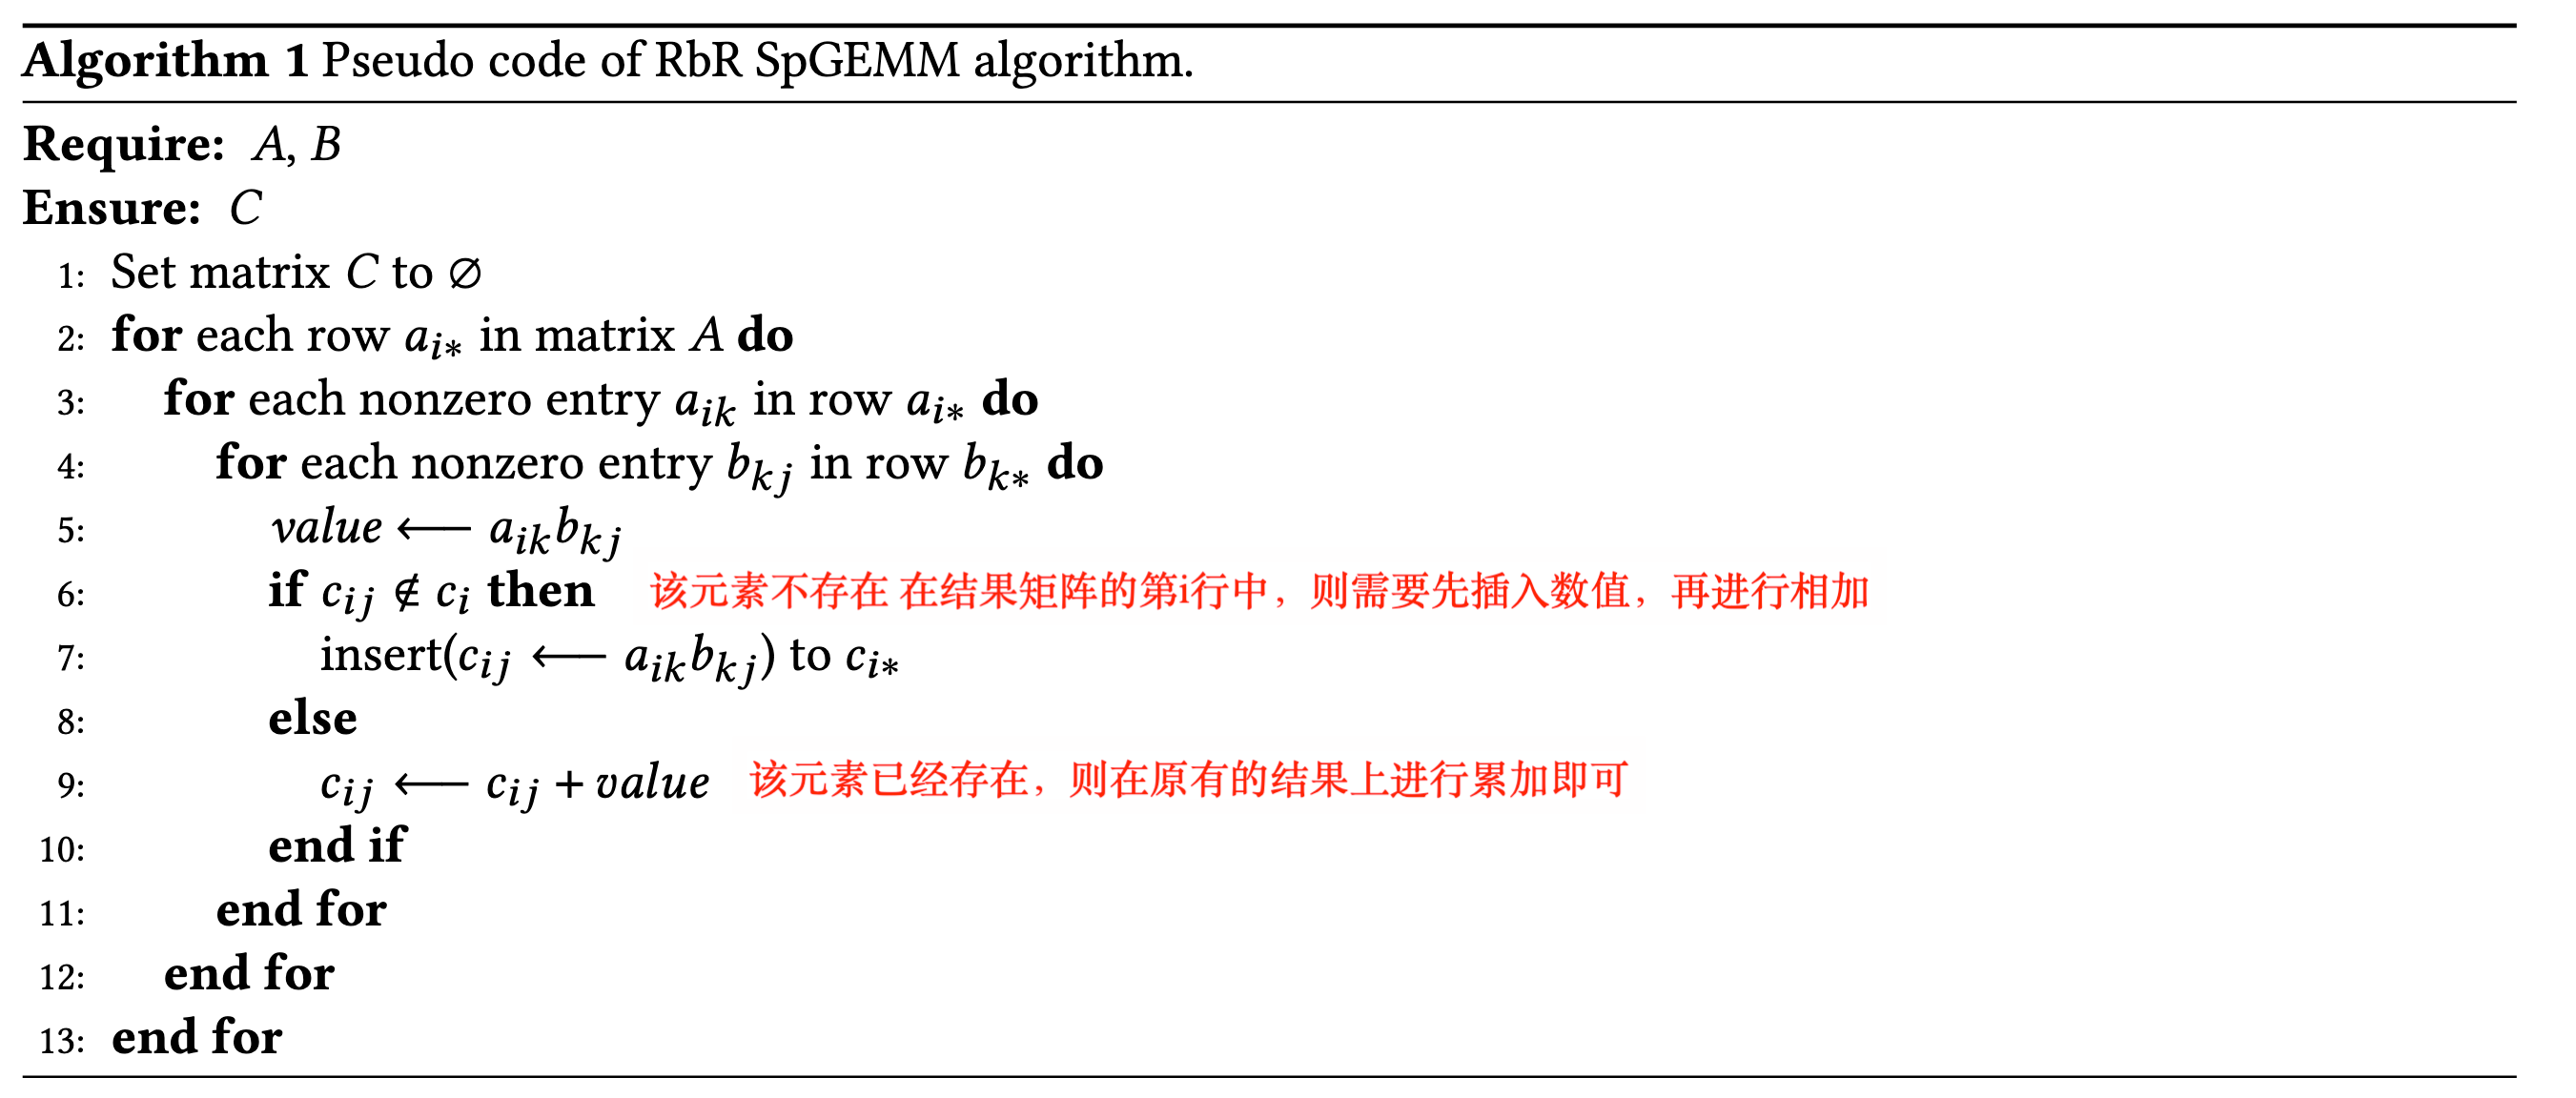 Algorithm 1 Pseudo code of RbR SpGEMM algorithm.
Require: A, B
Ensure: C
1: Set matrix C to ∅
2: for each row a_{i*} in matrix A do
3: for each nonzero entry a_{ik} in row a_{i*} do
4: for each nonzero entry b_{kj} in row b_{k*} do
5: value ⟵ a_{ik}b_{kj}
6: if c_{ij} ∉ c_i then 该元素不存在 在结果矩阵的第i行中，则需要先插入数值，再进行相加
7: insert(c_{ij} ⟵ a_{ik}b_{kj}) to c_{i*}
8: else
9: c_{ij} ⟵ c_{ij} + value 该元素已经存在，则在原有的结果上进行累加即可
10: end if
11: end for
12: end for
13: end for